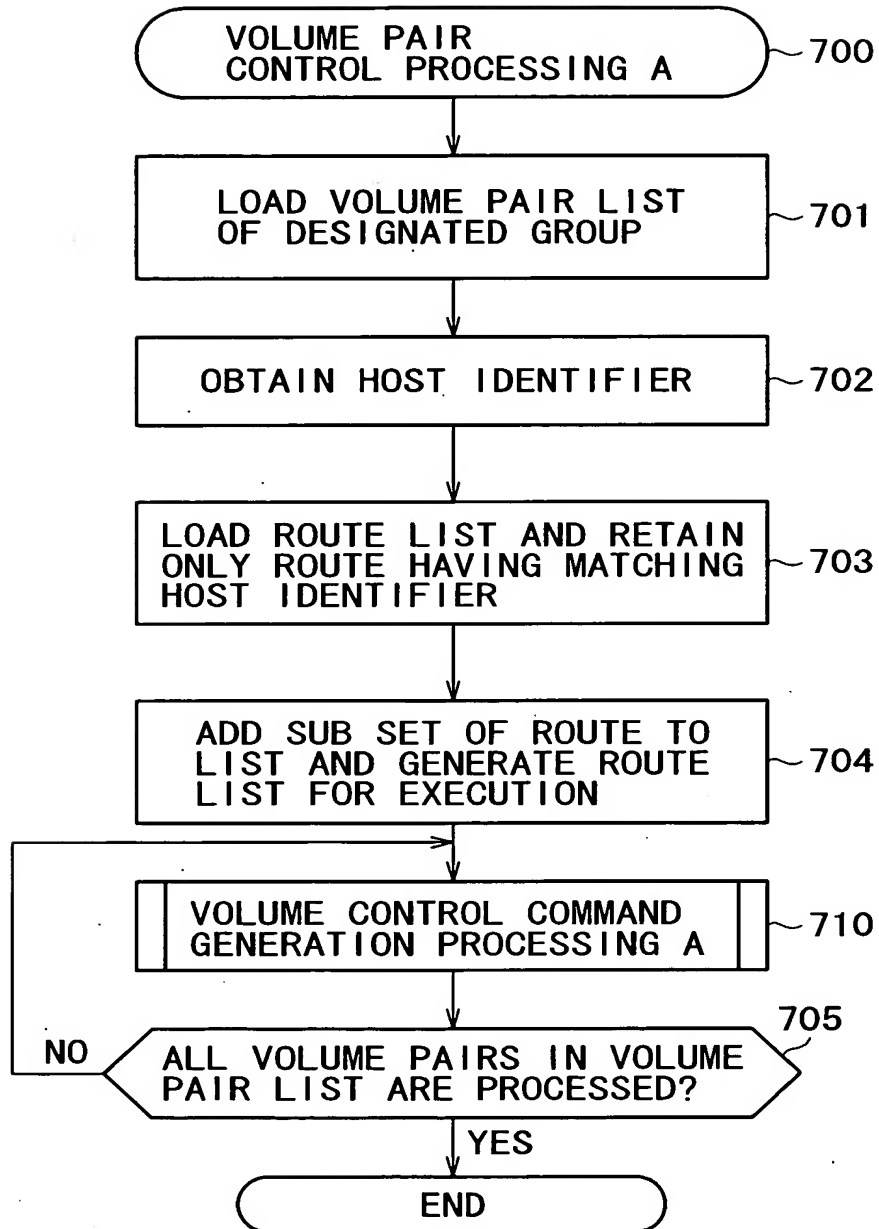 VOLUME PAIR
CONTROL PROCESSING A
700
LOAD VOLUME PAIR LIST
OF DESIGNATED GROUP
701
OBTAIN HOST IDENTIFIER
702
LOAD ROUTE LIST AND RETAIN
ONLY ROUTE HAVING MATCHING
HOST IDENTIFIER
703
ADD SUB SET OF ROUTE TO
LIST AND GENERATE ROUTE
LIST FOR EXECUTION
704
VOLUME CONTROL COMMAND
GENERATION PROCESSING A
710
705
NO
ALL VOLUME PAIRS IN VOLUME
PAIR LIST ARE PROCESSED?
YES
END